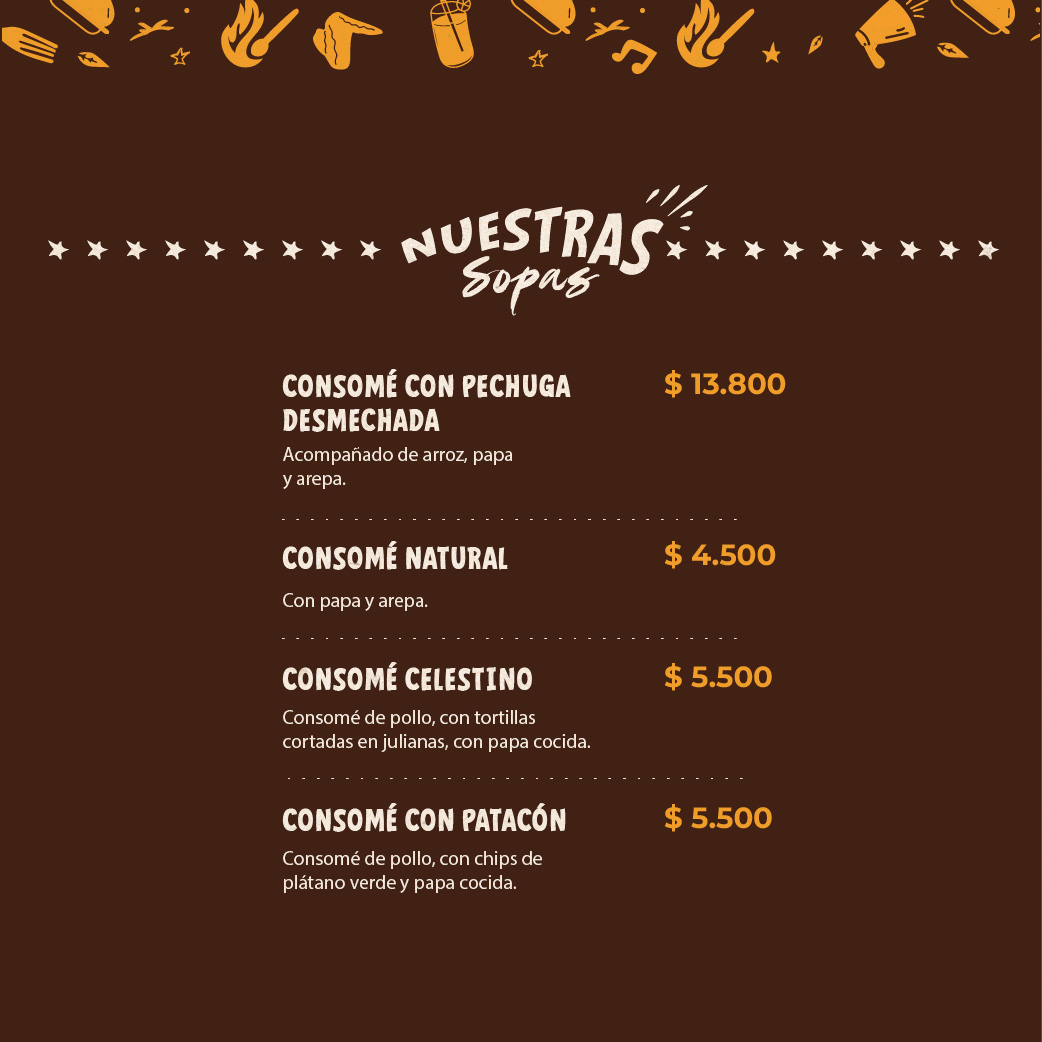 NUESTRAS
Sopas
CONSOMÉ CON PECHUGA $ 13.800
DESMECHADA
Acompañado de arroz, papa
y arepa.
CONSOMÉ NATURAL $ 4.500
Con papa y arepa.
CONSOMÉ CELESTINO $ 5.500
Consomé de pollo, con tortillas
cortadas en julianas, con papa cocida.
CONSOMÉ CON PATACÓN $ 5.500
Consomé de pollo, con chips de
plátano verde y papa cocida.